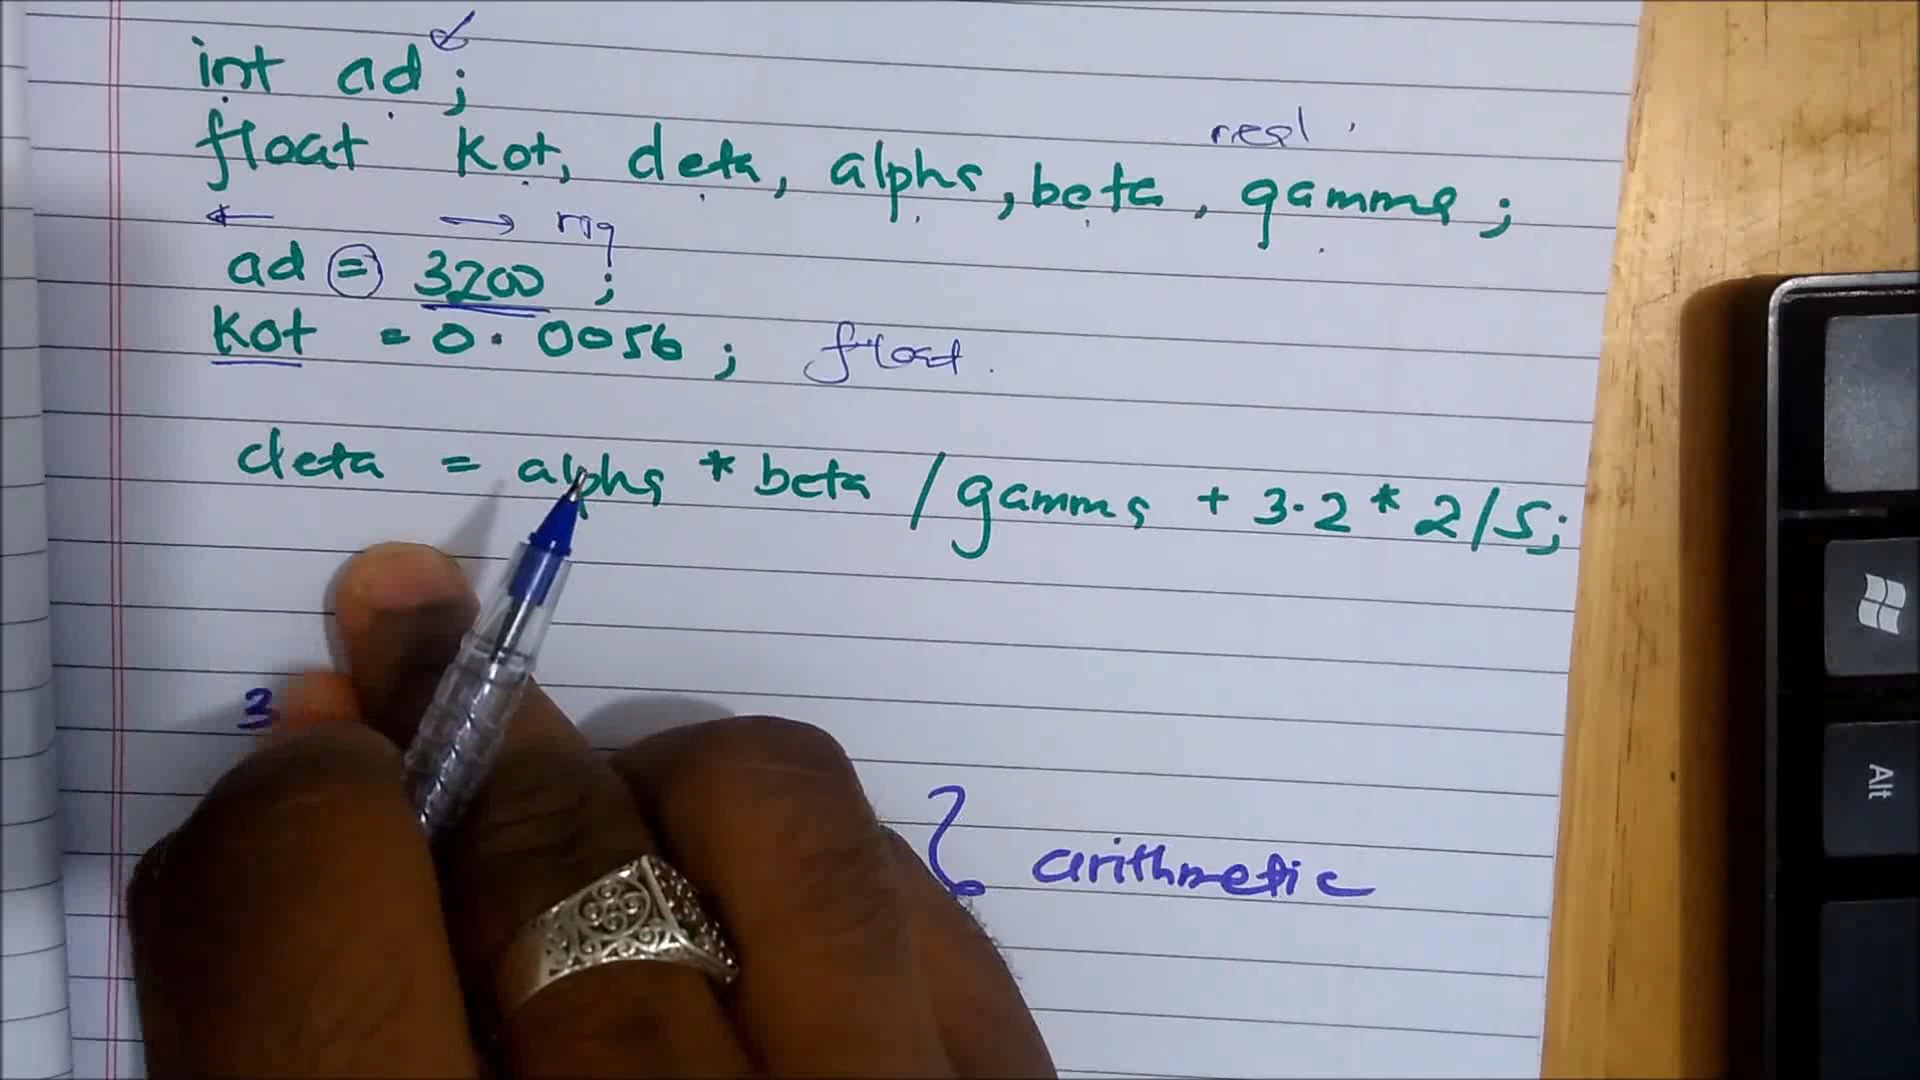 int ad;
real
float kot, deta, alpha, beta, gamma;
rig
ad = 3200 ;
kot = 0.0056 ; float
deta = alpha * beta / gamma + 3.2 * 2/5;
3
arithmetic
Alt